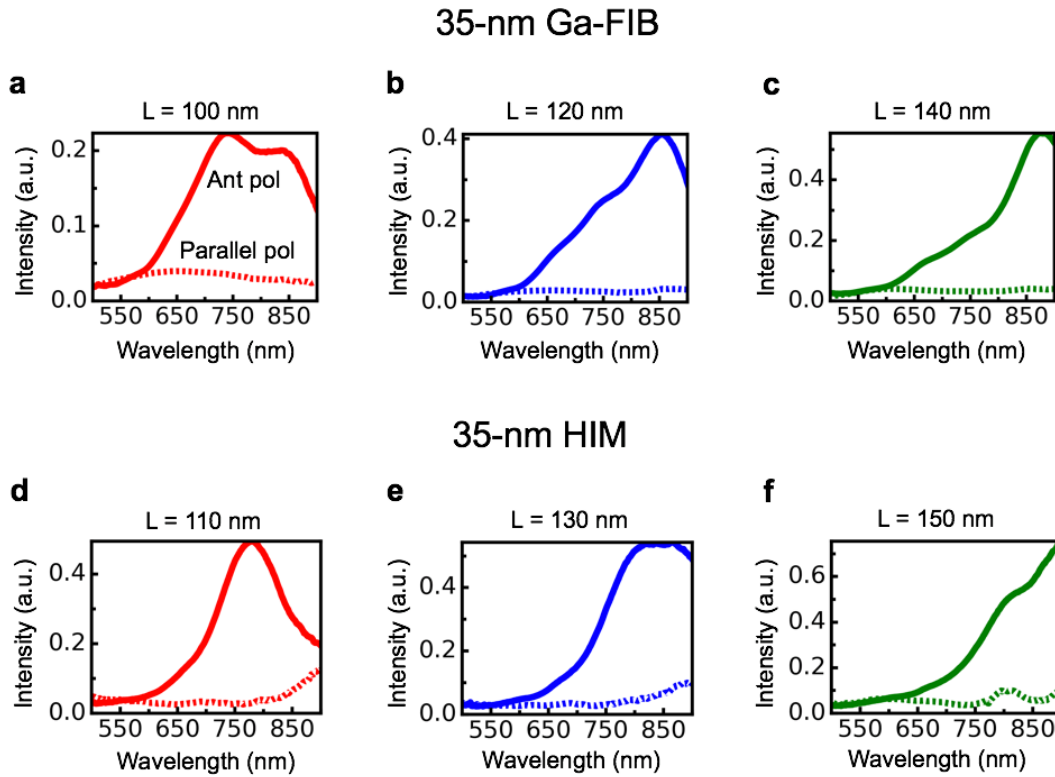 35-nm Ga-FIB
a
L = 100 nm
Intensity (a.u.)
0.2
0.1
0.0
Ant pol
Parallel pol
550 650 750 850
Wavelength (nm)
b
L = 120 nm
Intensity (a.u.)
0.4
0.2
0.0
550 650 750 850
Wavelength (nm)
c
L = 140 nm
Intensity (a.u.)
0.4
0.2
0.0
550 650 750 850
Wavelength (nm)
35-nm HIM
d
L = 110 nm
Intensity (a.u.)
0.4
0.2
0.0
550 650 750 850
Wavelength (nm)
e
L = 130 nm
Intensity (a.u.)
0.4
0.2
0.0
550 650 750 850
Wavelength (nm)
f
L = 150 nm
Intensity (a.u.)
0.6
0.4
0.2
0.0
550 650 750 850
Wavelength (nm)